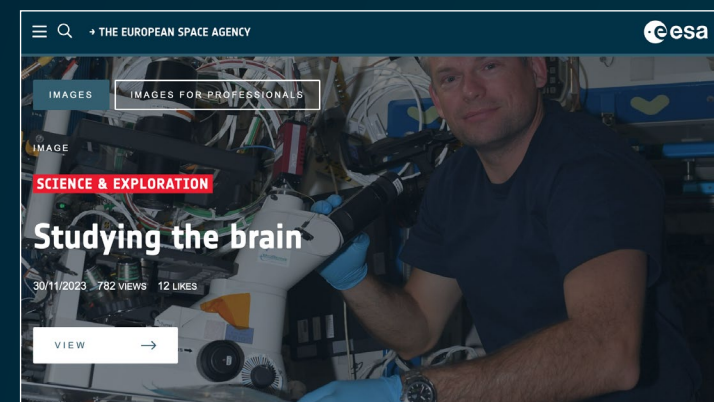 → THE EUROPEAN SPACE AGENCY
esa
IMAGES
IMAGES FOR PROFESSIONALS
IMAGE
SCIENCE & EXPLORATION
Studying the brain
30/11/2023 782 VIEWS 12 LIKES
VIEW →